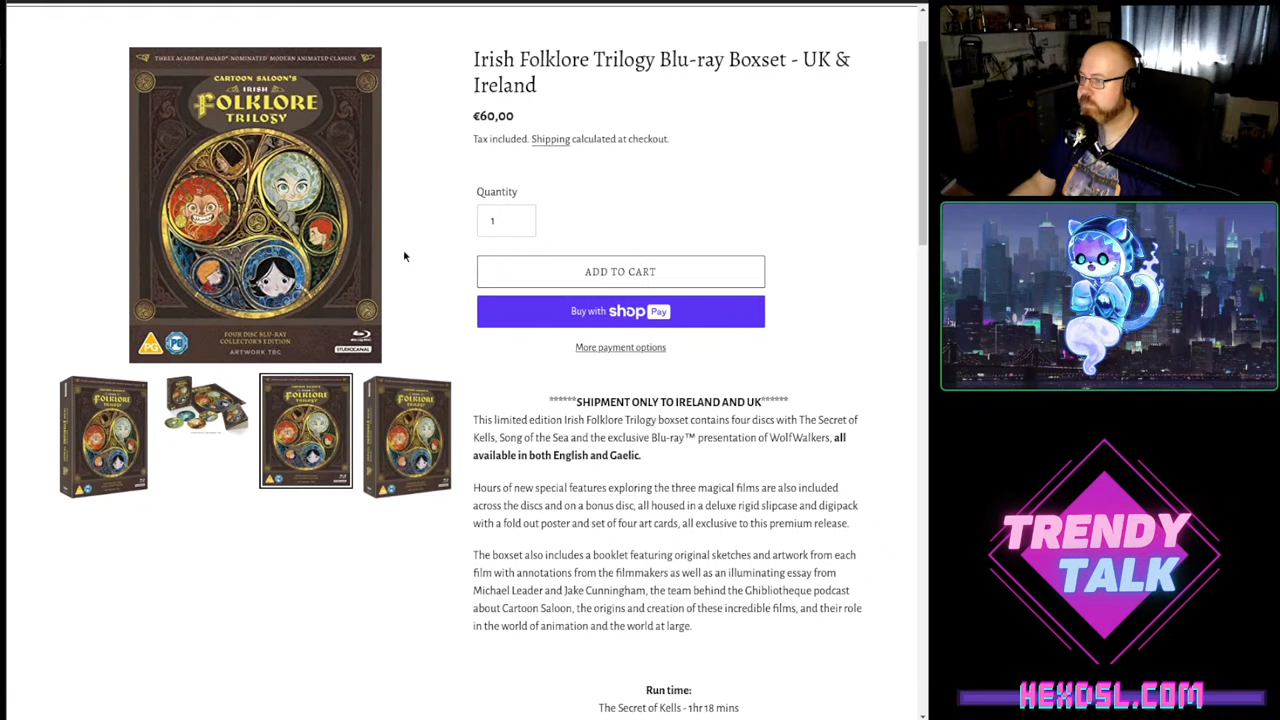 THREE ACADEMY AWARD® NOMINATED MODERN ANIMATED CLASSICS
CARTOON SALOON'S
IRISH
FOLKLORE
TRILOGY
FOUR DISC BLU-RAY
COLLECTOR'S EDITION
ARTWORK TBC
PG
STUDIOCANAL
FOLKLORE
TRILOGY
FOLKLORE
TRILOGY
FOLKLORE
TRILOGY
Irish Folklore Trilogy Blu-ray Boxset - UK &
Ireland
€60,00
Tax included. Shipping calculated at checkout.
Quantity
1
ADD TO CART
Buy with shop Pay
More payment options
******SHIPMENT ONLY TO IRELAND AND UK******
This limited edition Irish Folklore Trilogy boxset contains four discs with The Secret of
Kells, Song of the Sea and the exclusive Blu-ray™ presentation of WolfWalkers, all
available in both English and Gaelic.
Hours of new special features exploring the three magical films are also included
across the discs and on a bonus disc, all housed in a deluxe rigid slipcase and digipack
with a fold out poster and set of four art cards, all exclusive to this premium release.
The boxset also includes a booklet featuring original sketches and artwork from each
film with annotations from the filmmakers as well as an illuminating essay from
Michael Leader and Jake Cunningham, the team behind the Ghibliotheque podcast
about Cartoon Saloon, the origins and creation of these incredible films, and their role
in the world of animation and the world at large.
Run time:
The Secret of Kells - 1hr 18 mins
TRENDY
TALK
HEXDSL.COM